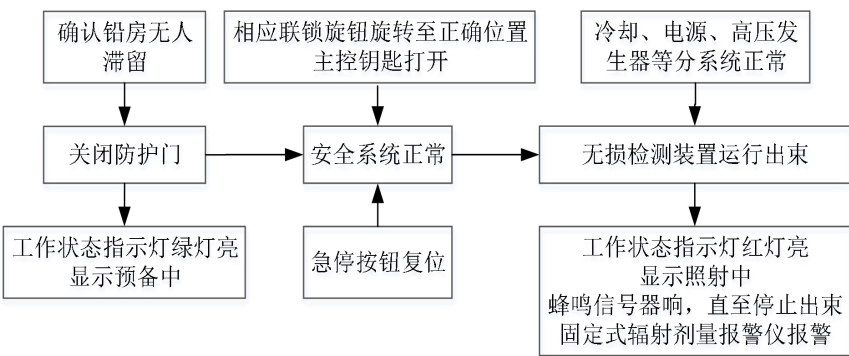 确认铅房无人
滞留
相应联锁旋钮旋转至正确位置
主控钥匙打开
冷却、电源、高压发
生器等分系统正常
关闭防护门
安全系统正常
无损检测装置运行出束
工作状态指示灯绿灯亮
显示预备中
急停按钮复位
工作状态指示灯红灯亮
显示照射中
蜂鸣信号器响，直至停止出束
固定式辐射剂量报警仪报警